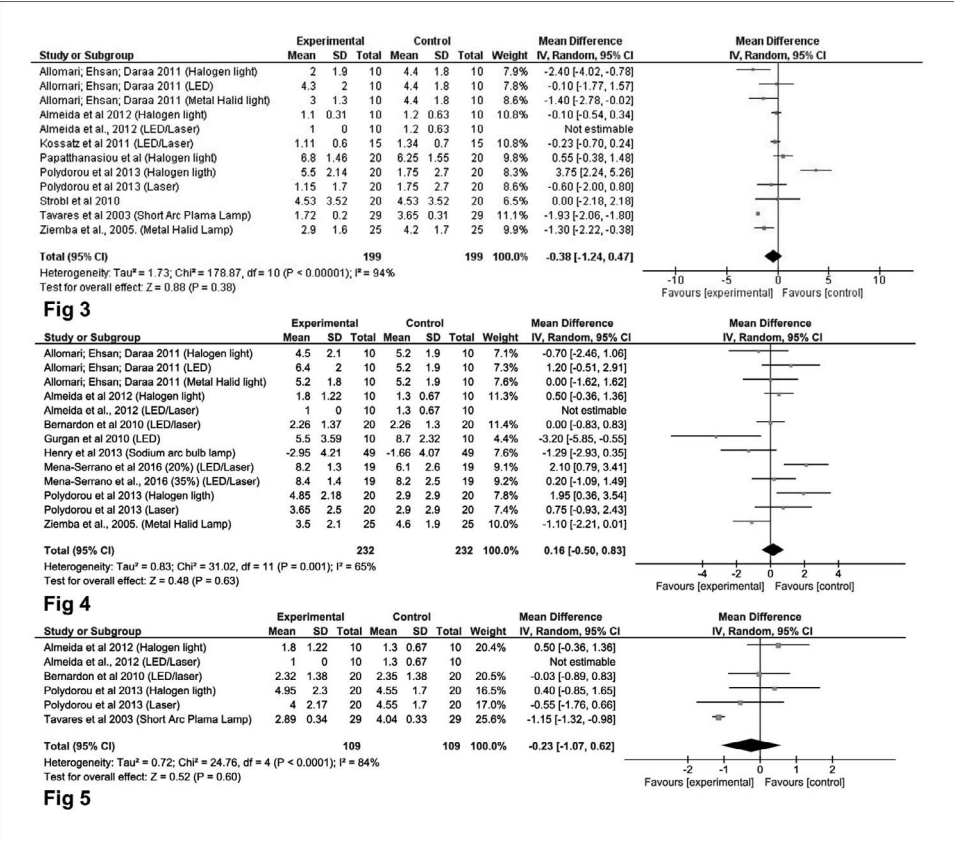 Experimental Control Mean Difference Mean Difference
Study or Subgroup Mean SD Total Mean SD Total Weight IV, Random, 95% CI IV, Random, 95% CI
Allomari; Ehsan; Daraa 2011 (Halogen light) 2 1.9 10 4.4 1.8 10 7.9% -2.40 [-4.02, -0.78]
Allomari; Ehsan; Daraa 2011 (LED) 4.3 2 10 4.4 1.8 10 7.8% -0.10 [-1.77, 1.57]
Allomari; Ehsan; Daraa 2011 (Metal Halid light) 3 1.3 10 4.4 1.8 10 8.6% -1.40 [-2.78, -0.02]
Almeida et al 2012 (Halogen light) 1.1 0.31 10 1.2 0.63 10 10.8% -0.10 [-0.54, 0.34]
Almeida et al., 2012 (LED/Laser) 1 0 10 1.2 0.63 10 Not estimable
Kossatz et al 2011 (LED/Laser) 1.11 0.6 15 1.34 0.7 15 10.8% -0.23 [-0.70, 0.24]
Papatthanasiou et al (Halogen light) 6.8 1.46 20 6.25 1.55 20 9.8% 0.55 [-0.38, 1.48]
Polydorou et al 2013 (Halogen ligth) 5.5 2.14 20 1.75 2.7 20 8.3% 3.75 [2.24, 5.26]
Polydorou et al 2013 (Laser) 1.15 1.7 20 1.75 2.7 20 8.6% -0.60 [-2.00, 0.80]
Strobl et al 2010 4.53 3.52 20 4.53 3.52 20 6.4% 0.00 [-2.18, 2.18]
Tavares et al 2003 (Short Arc Plama Lamp) 1.72 0.2 29 3.65 0.31 29 11.1% -1.93 [-2.06, -1.80]
Ziemba et al., 2005. (Metal Halid Lamp) 2.9 1.6 25 4.2 1.7 25 9.9% -1.30 [-2.22, -0.38]
Total (95% CI) 199 199 100.0% -0.38 [-1.24, 0.47]
Heterogeneity: Tau² = 1.73; Chi² = 178.87, df = 10 (P < 0.00001); I² = 94%
Test for overall effect: Z = 0.88 (P = 0.38)
-10 -5 0 5 10
Favours [experimental] Favours [control]
Fig 3
Experimental Control Mean Difference Mean Difference
Study or Subgroup Mean SD Total Mean SD Total Weight IV, Random, 95% CI IV, Random, 95% CI
Allomari; Ehsan; Daraa 2011 (Halogen light) 4.5 2.1 10 5.2 1.9 10 7.1% -0.70 [-2.46, 1.06]
Allomari; Ehsan; Daraa 2011 (LED) 6.4 2 10 5.2 1.9 10 7.3% 1.20 [-0.51, 2.91]
Allomari; Ehsan; Daraa 2011 (Metal Halid light) 5.2 1.8 10 5.2 1.9 10 7.6% 0.00 [-1.62, 1.62]
Almeida et al 2012 (Halogen light) 1.8 1.22 10 1.3 0.67 10 11.3% 0.50 [-0.36, 1.36]
Almeida et al., 2012 (LED/Laser) 1 0 10 1.3 0.67 10 Not estimable
Bernardon et al 2010 (LED/laser) 2.26 1.37 20 2.26 1.3 20 11.4% 0.00 [-0.83, 0.83]
Gurgan et al 2010 (LED) 5.5 3.59 10 8.7 2.32 10 4.4% -3.20 [-5.85, -0.55]
Henry et al 2013 (Sodium arc bulb lamp) -2.95 4.21 49 -1.66 4.07 49 7.6% -1.29 [-2.93, 0.35]
Mena-Serrano et al 2016 (20%) (LED/Laser) 8.2 1.3 19 6.1 2.6 19 9.1% 2.10 [0.79, 3.41]
Mena-Serrano et al., 2016 (35%) (LED/Laser) 8.4 1.4 19 8.2 2.5 19 9.2% 0.20 [-1.09, 1.49]
Polydorou et al 2013 (Halogen ligth) 4.85 2.18 20 2.9 2.9 20 7.8% 1.95 [0.36, 3.54]
Polydorou et al 2013 (Laser) 3.65 2.5 20 2.9 2.9 20 7.4% 0.75 [-0.93, 2.43]
Ziemba et al., 2005. (Metal Halid Lamp) 3.5 2.1 25 4.6 1.9 25 10.0% -1.10 [-2.21, 0.01]
Total (95% CI) 232 232 100.0% 0.16 [-0.50, 0.83]
Heterogeneity: Tau² = 0.83; Chi² = 31.02, df = 11 (P = 0.001); I² = 65%
Test for overall effect: Z = 0.48 (P = 0.63)
-4 -2 0 2 4
Favours [experimental] Favours [control]
Fig 4
Experimental Control Mean Difference Mean Difference
Study or Subgroup Mean SD Total Mean SD Total Weight IV, Random, 95% CI IV, Random, 95% CI
Almeida et al 2012 (Halogen light) 1.8 1.22 10 1.3 0.67 10 20.4% 0.50 [-0.36, 1.36]
Almeida et al., 2012 (LED/Laser) 1 0 10 1.3 0.67 10 Not estimable
Bernardon et al 2010 (LED/laser) 2.32 1.38 20 2.35 1.38 20 20.5% -0.03 [-0.89, 0.83]
Polydorou et al 2013 (Halogen ligth) 4.95 2.3 20 4.55 1.7 20 16.5% 0.40 [-0.85, 1.65]
Polydorou et al 2013 (Laser) 4 2.17 20 4.55 1.7 20 17.0% -0.55 [-1.76, 0.66]
Tavares et al 2003 (Short Arc Plama Lamp) 2.89 0.34 29 4.04 0.33 29 25.6% -1.15 [-1.32, -0.98]
Total (95% CI) 109 109 100.0% -0.23 [-1.07, 0.62]
Heterogeneity: Tau² = 0.72; Chi² = 24.76, df = 4 (P < 0.0001); I² = 84%
Test for overall effect: Z = 0.52 (P = 0.60)
-2 -1 0 1 2
Favours [experimental] Favours [control]
Fig 5